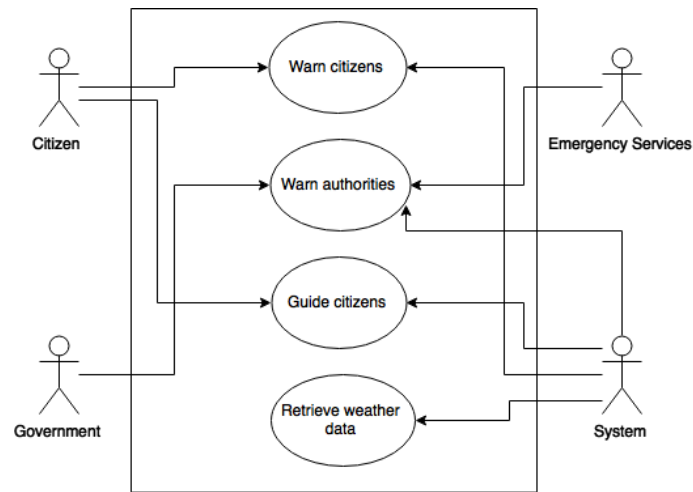 Warn citizens
Citizen
Emergency Services
Warn authorities
Guide citizens
Retrieve weather
data
Government
System